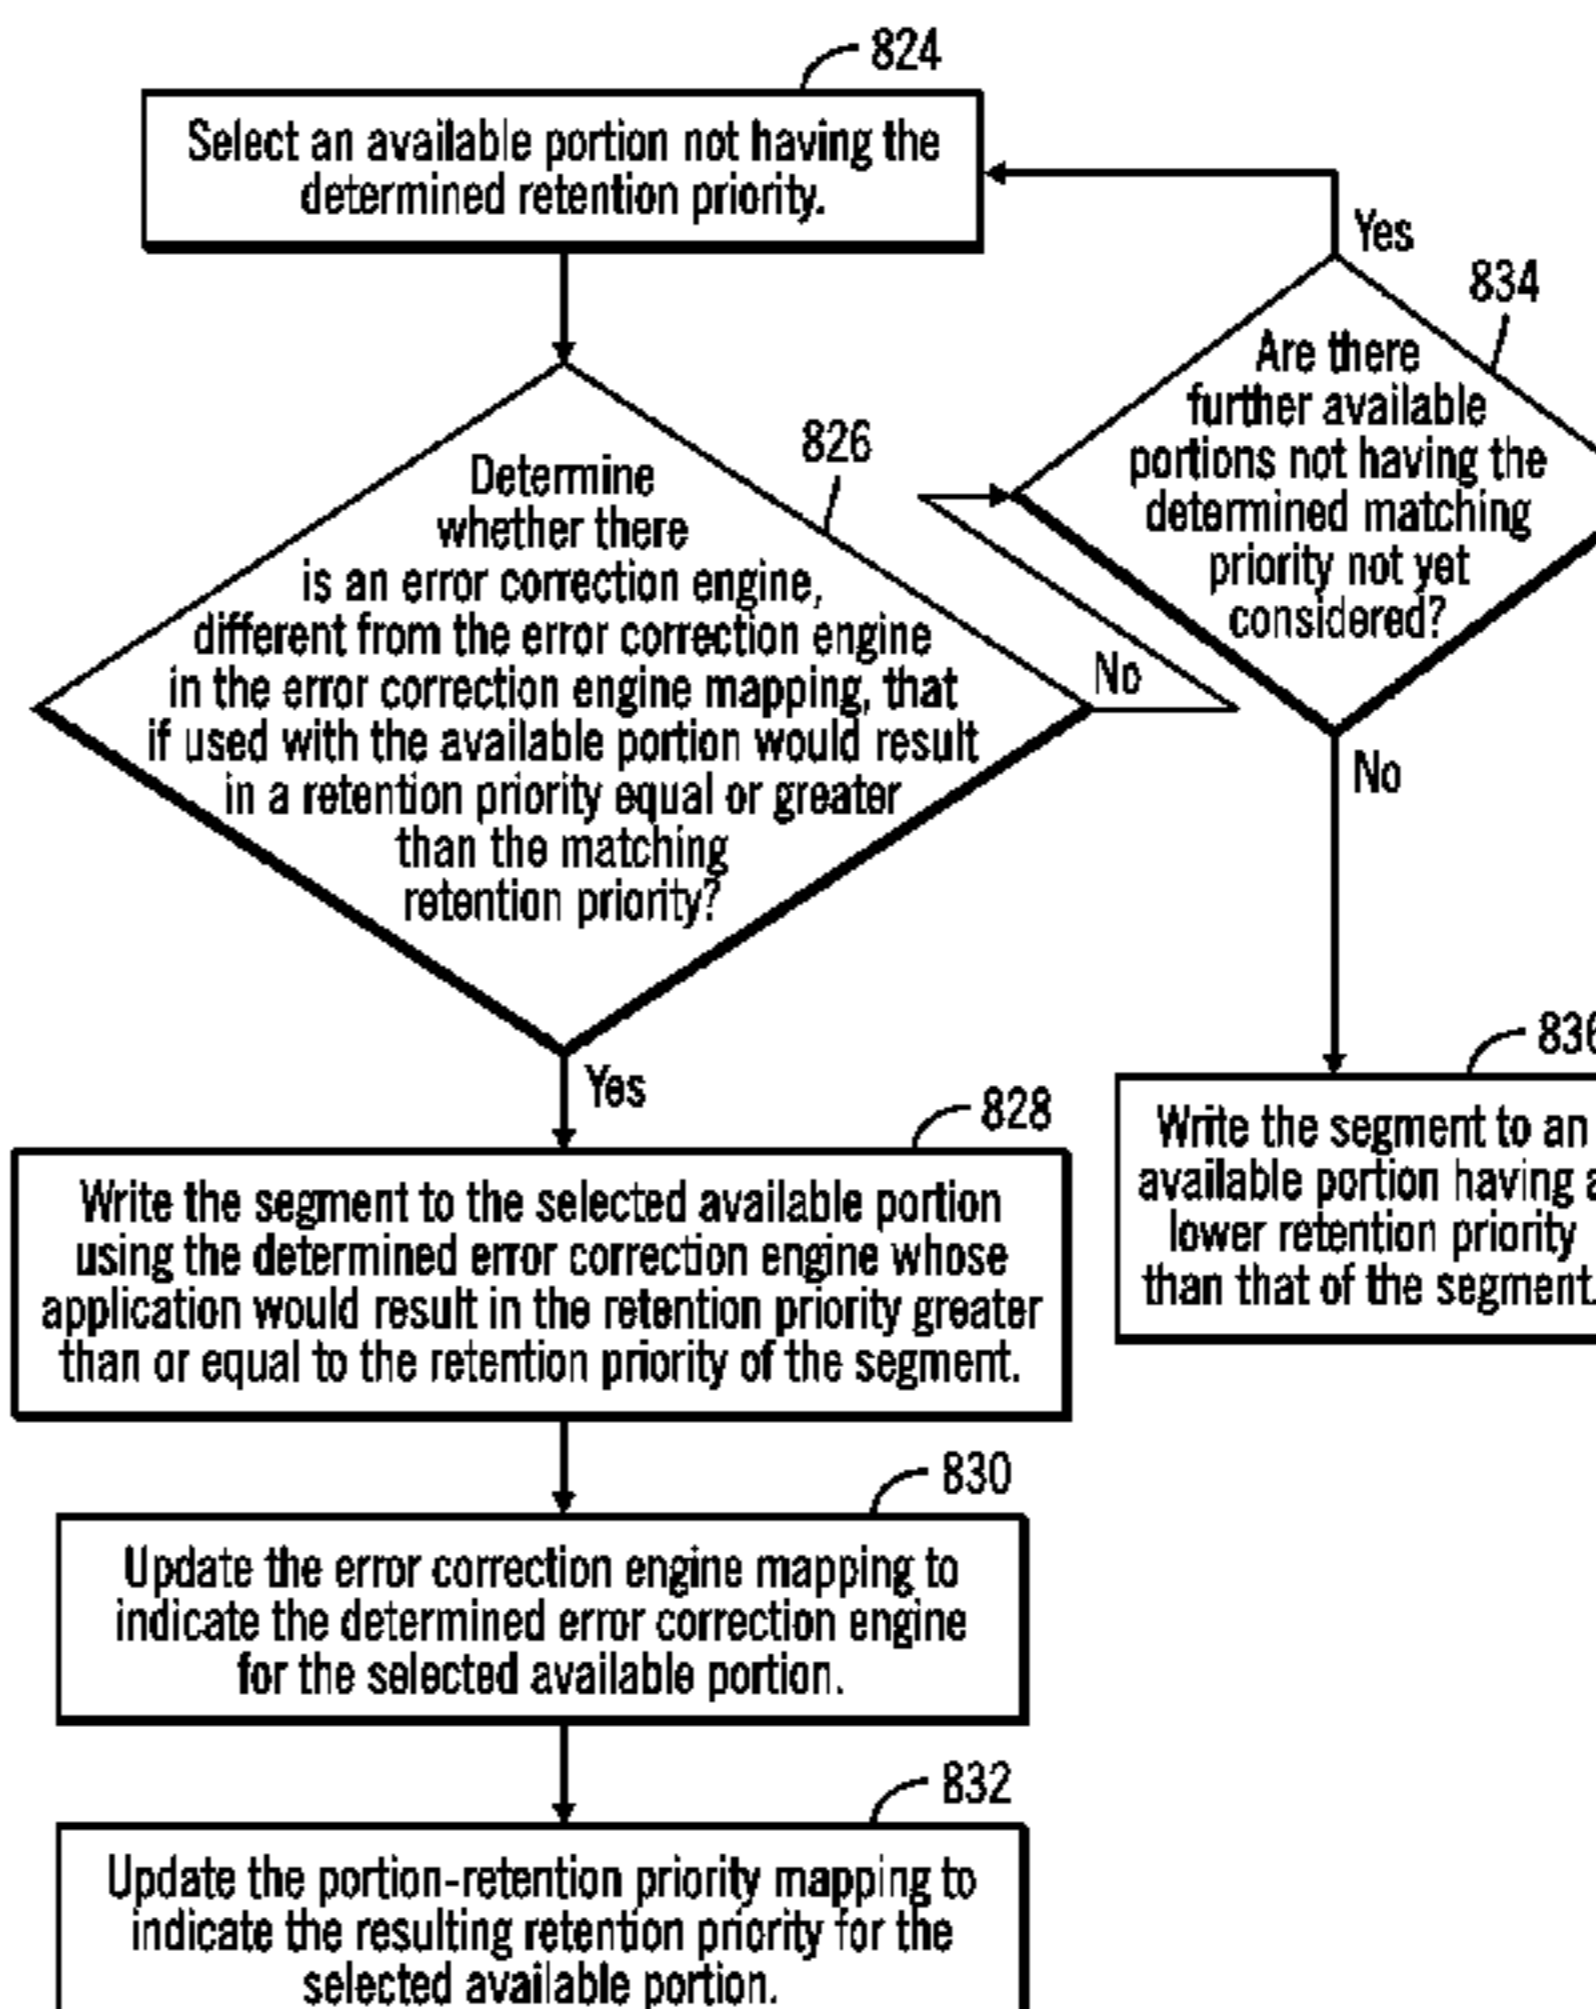 824
Select an available portion not having the
determined retention priority.
826
Determine
whether there
is an error correction engine,
different from the error correction engine
in the error correction engine mapping, that
if used with the available portion would result
in a retention priority equal or greater
than the matching
retention priority?
No
Yes
828
Write the segment to the selected available portion
using the determined error correction engine whose
application would result in the retention priority greater
than or equal to the retention priority of the segment.
830
Update the error correction engine mapping to
indicate the determined error correction engine
for the selected available portion.
832
Update the portion-retention priority mapping to
indicate the resulting retention priority for the
selected available portion.
Yes
834
Are there
further available
portions not having the
determined matching
priority not yet
considered?
No
836
Write the segment to an
available portion having a
lower retention priority
than that of the segment.